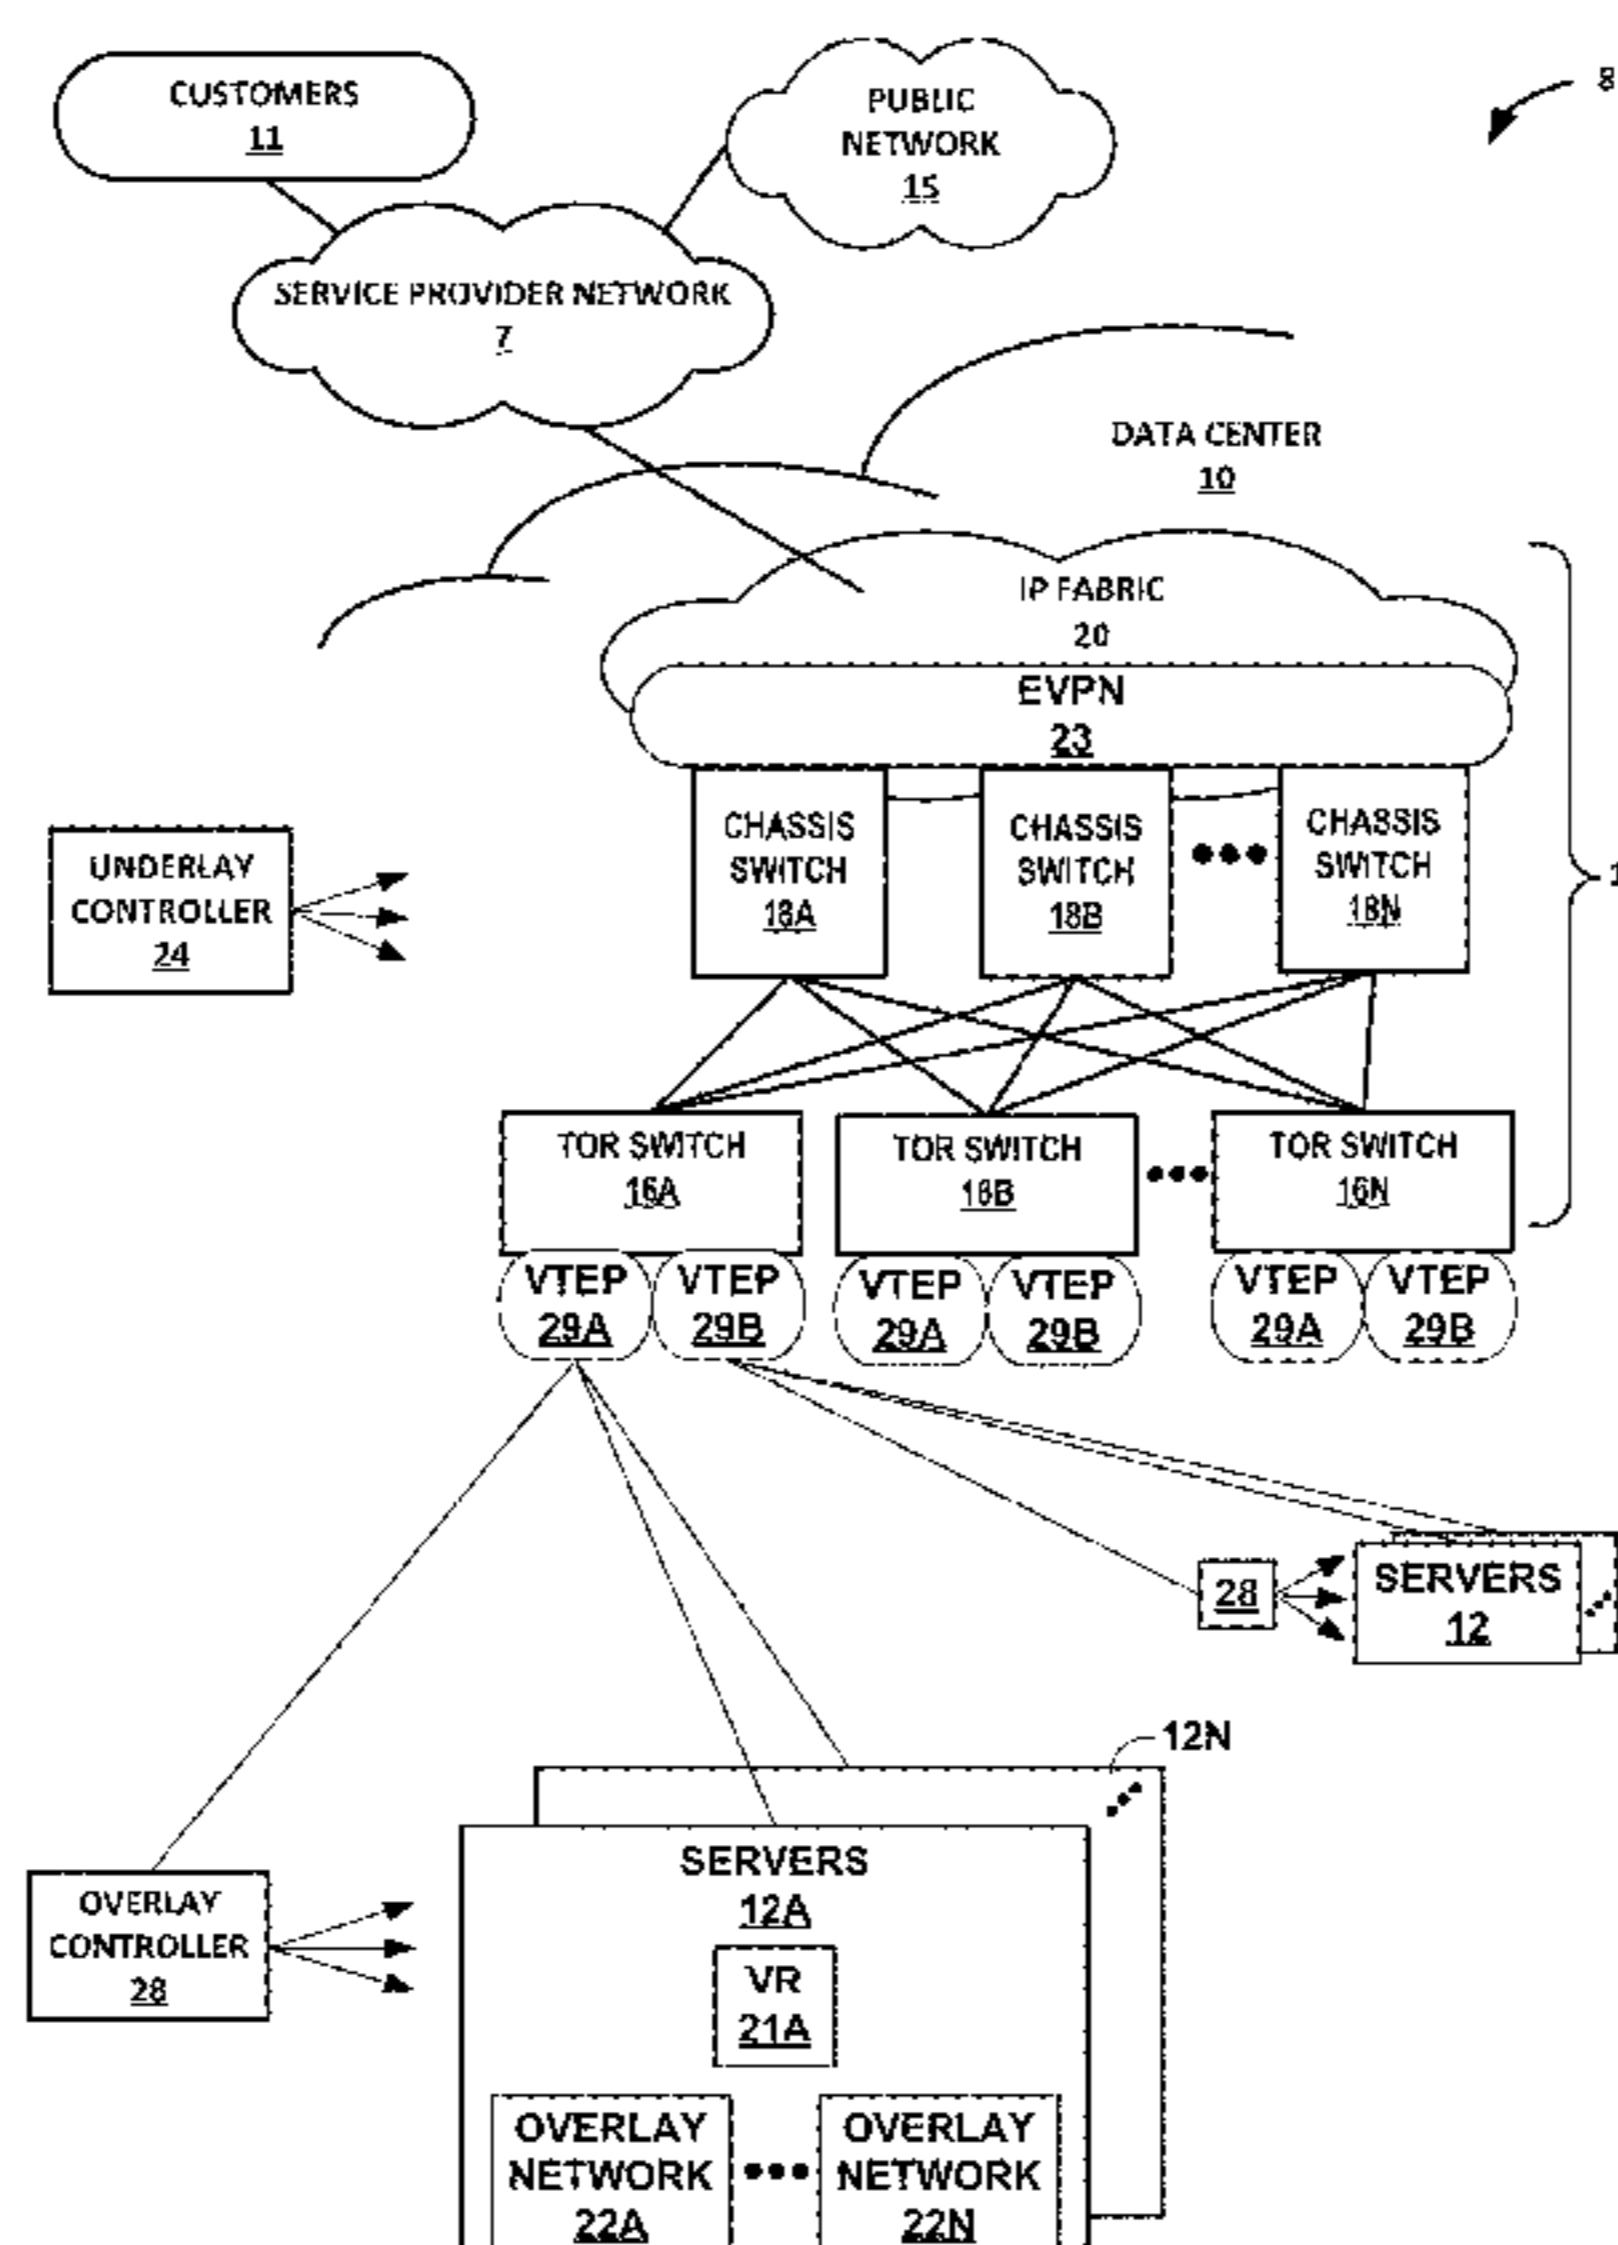 8
CUSTOMERS
11
PUBLIC
NETWORK
15
SERVICE PROVIDER NETWORK
7
DATA CENTER
10
IP FABRIC
20
EVPN
23
CHASSIS
SWITCH
18A
CHASSIS
SWITCH
18B
CHASSIS
SWITCH
18N
UNDERLAY
CONTROLLER
24
1
TOR SWITCH
16A
TOR SWITCH
16B
TOR SWITCH
16N
VTEP
29A
VTEP
29B
VTEP
29A
VTEP
29B
VTEP
29A
VTEP
29B
28
SERVERS
12
12N
OVERLAY
CONTROLLER
28
SERVERS
12A
VR
21A
OVERLAY
NETWORK
22A
OVERLAY
NETWORK
22N